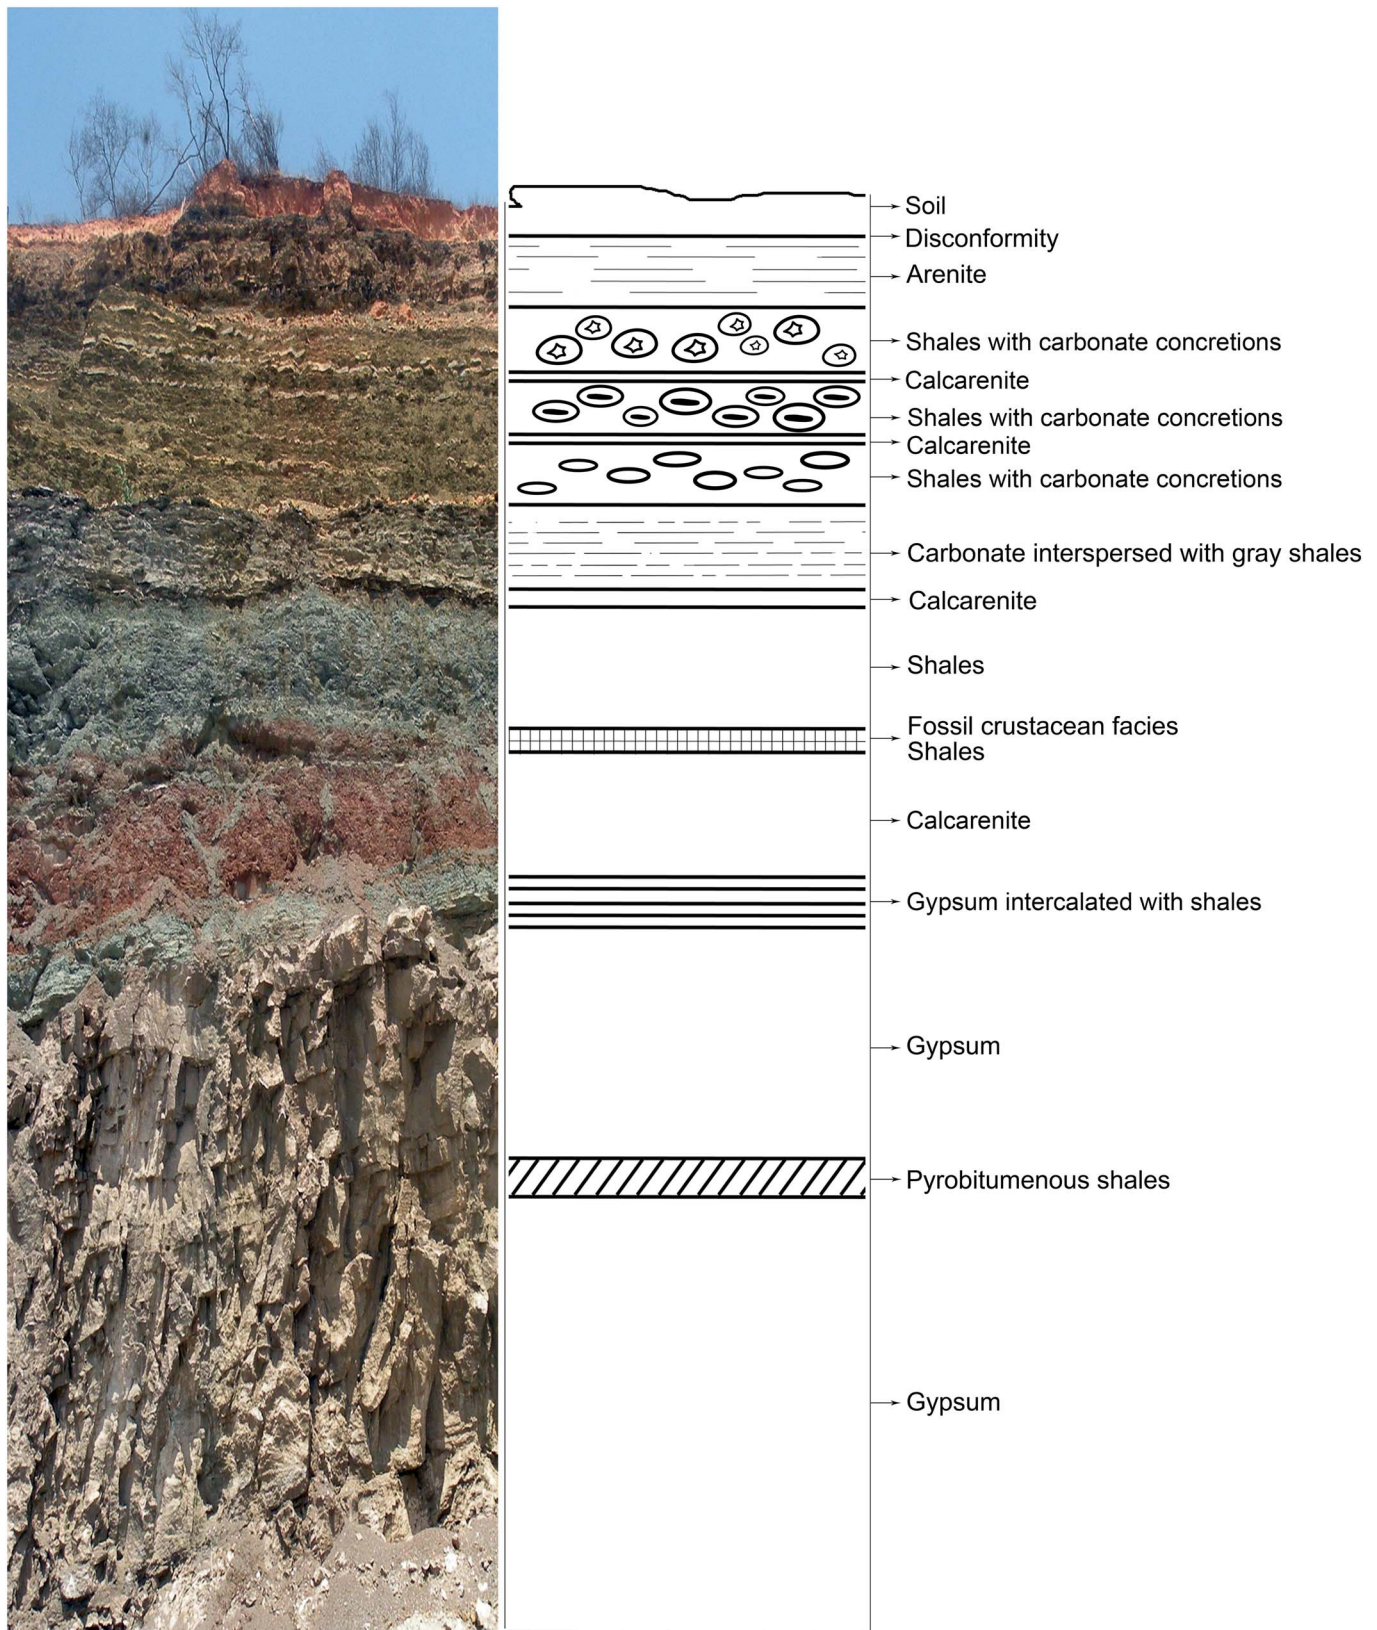 Soil
Disconformity
Arenite
Shales with carbonate concretions
Calcarenite
Shales with carbonate concretions
Calcarenite
Shales with carbonate concretions
Carbonate interspersed with gray shales
Calcarenite
Shales
Fossil crustacean facies
Shales
Calcarenite
Gypsum intercalated with shales
Gypsum
Pyrobitumenous shales
Gypsum